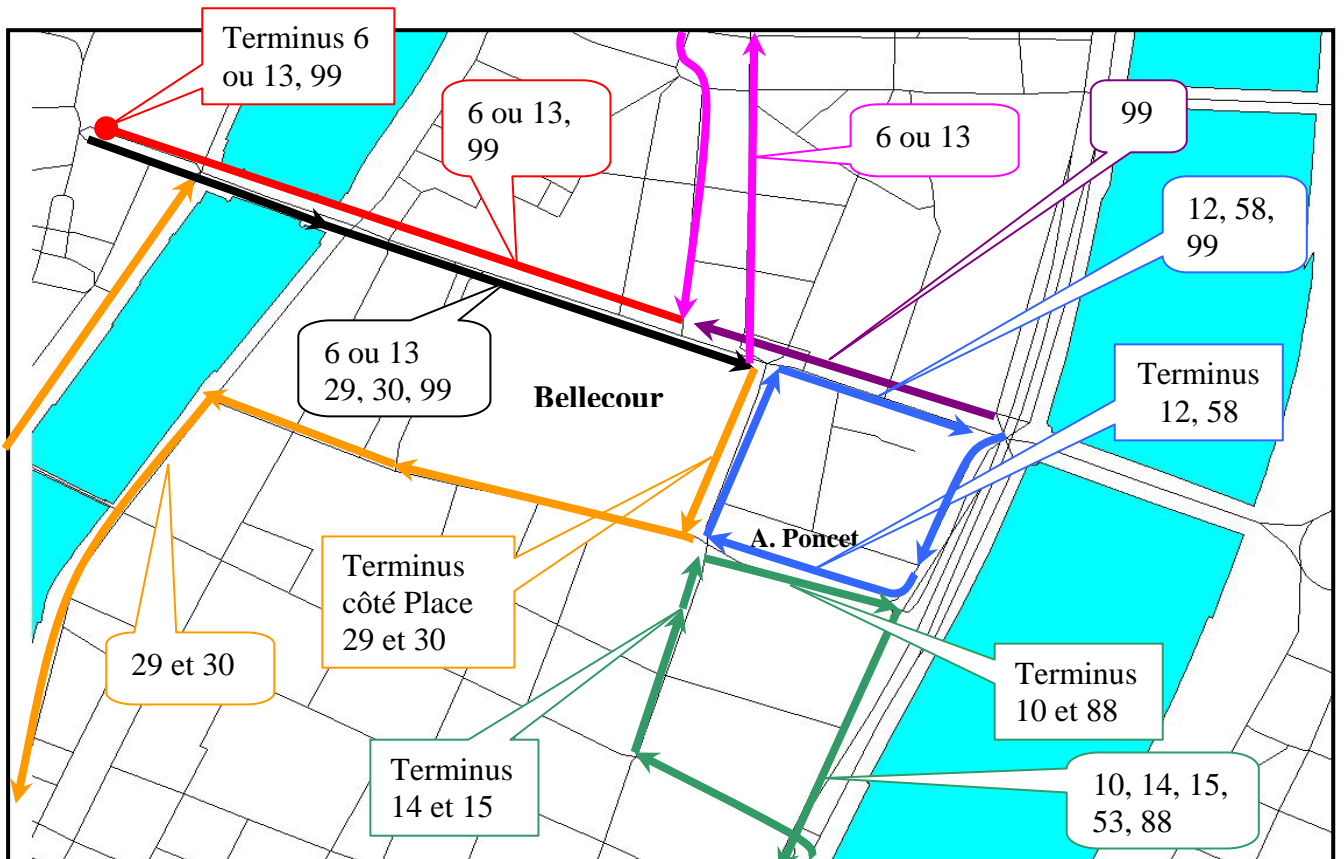 Terminus 6
ou 13, 99
6 ou 13,
99
6 ou 13
99
12, 58,
99
6 ou 13
29, 30, 99
Bellecour
Terminus
12, 58
A. Poncet
Terminus
côté Place
29 et 30
29 et 30
Terminus
10 et 88
Terminus
14 et 15
10, 14, 15,
53, 88